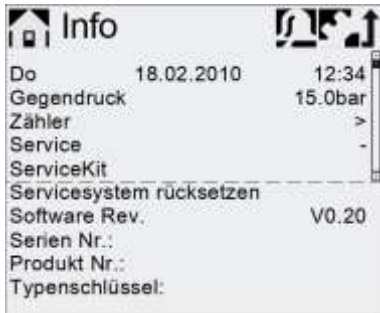 Info
Do 18.02.2010 12:34
Gegendruck 15.0bar
Zähler >
Service -
ServiceKit
Servicesystem rücksetzen
Software Rev. V0.20
Serien Nr.:
Produkt Nr.:
Typenschlüssel: